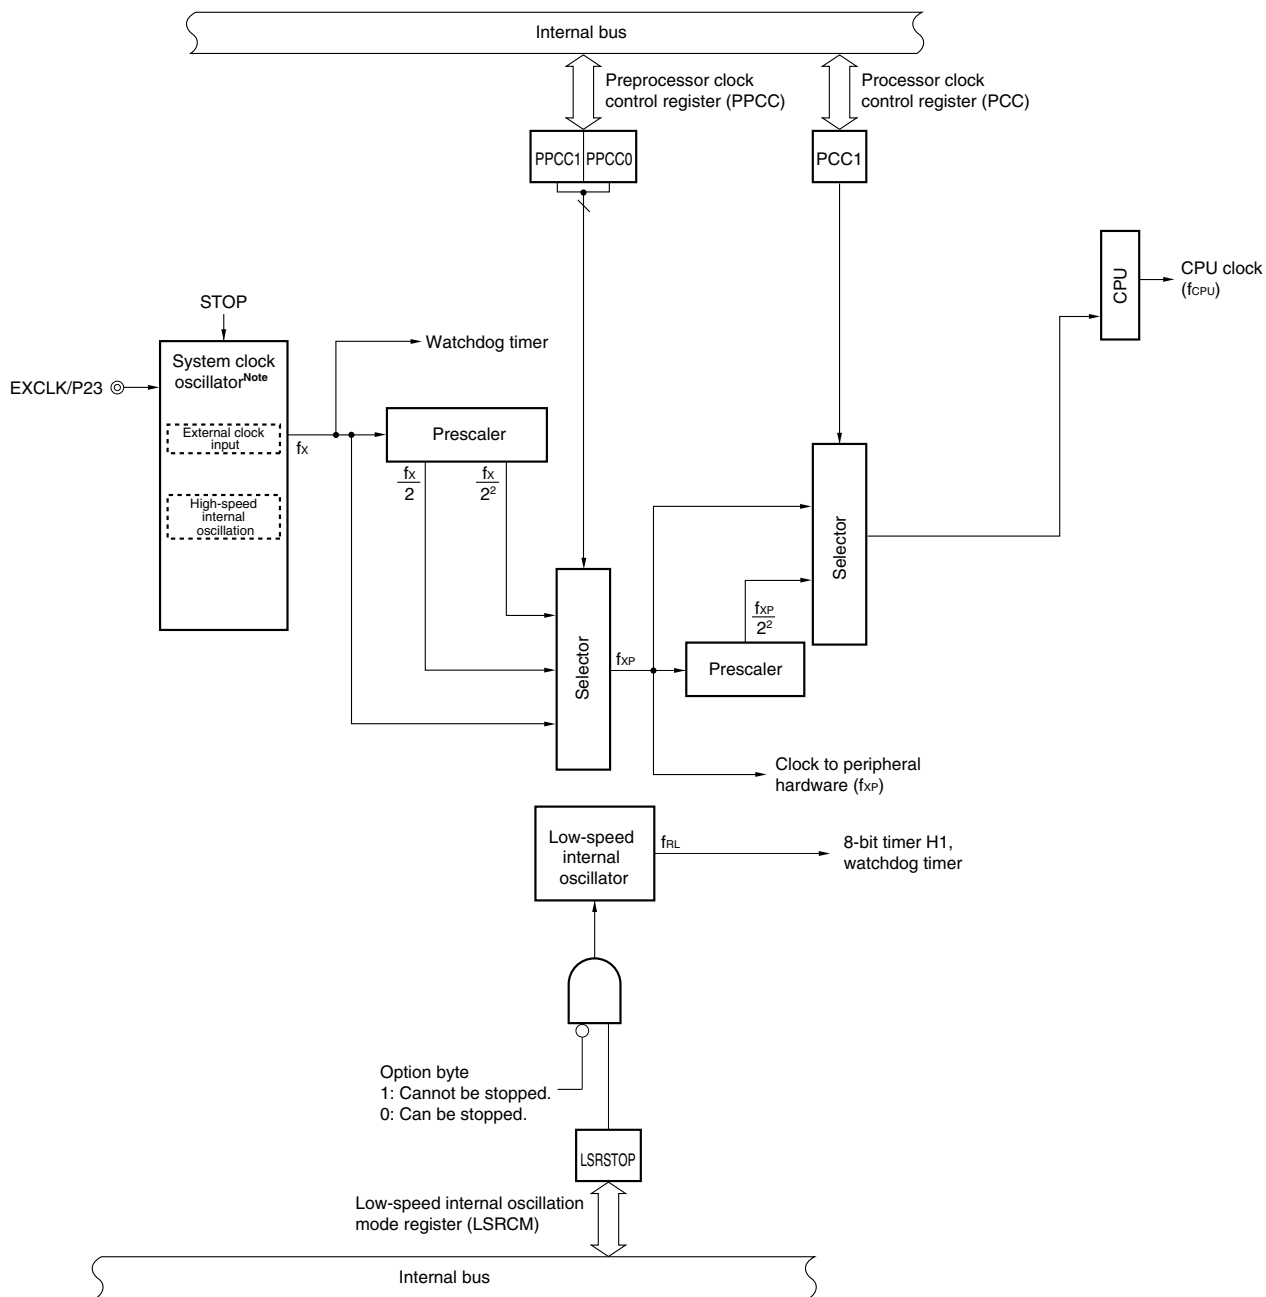 Internal bus
Preprocessor clock
control register (PPCC)
Processor clock
control register (PCC)
PPCC1 PPCC0
PCC1
CPU
CPU clock
(fCPU)
STOP
System clock
oscillatorNote
EXCLK/P23
External clock
input
High-speed
internal
oscillation
fX
Watchdog timer
Prescaler
fX
2
fX
2²
Selector
fXP
Selector
fXP
2²
Prescaler
Clock to peripheral
hardware (fXP)
Low-speed
internal
oscillator
fRL
8-bit timer H1,
watchdog timer
Option byte
1: Cannot be stopped.
0: Can be stopped.
LSRSTOP
Low-speed internal oscillation
mode register (LSRCM)
Internal bus